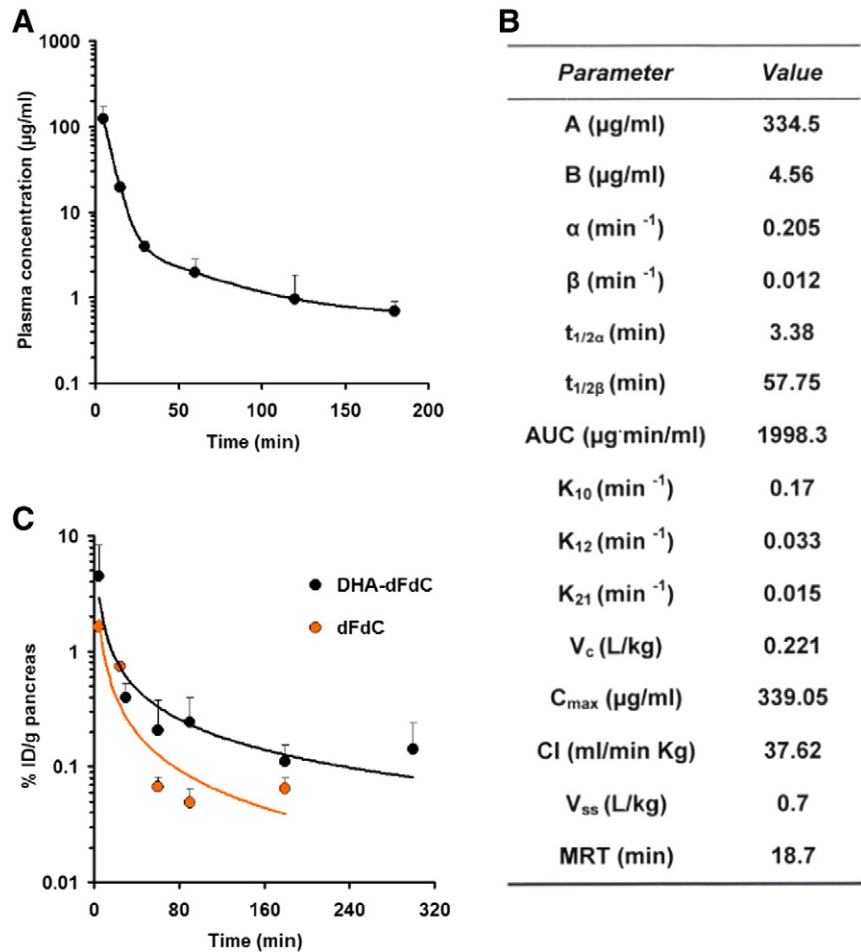 A
1000
100
10
1
0.1
Plasma concentration (µg/ml)
0
50
100
150
200
Time (min)
B
Parameter Value
A (µg/ml) 334.5
B (µg/ml) 4.56
α (min ⁻¹) 0.205
β (min ⁻¹) 0.012
t1/2α (min) 3.38
t1/2β (min) 57.75
AUC (µg·min/ml) 1998.3
K10 (min ⁻¹) 0.17
K12 (min ⁻¹) 0.033
K21 (min ⁻¹) 0.015
Vc (L/kg) 0.221
Cmax (µg/ml) 339.05
Cl (ml/min Kg) 37.62
Vss (L/kg) 0.7
MRT (min) 18.7
C
10
1
0.1
0.01
% ID/g pancreas
DHA-dFdC
dFdC
0
80
160
240
320
Time (min)